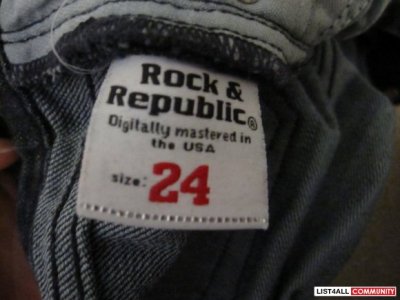 Rock &
Republic®
Digitally mastered in
the USA
size: 24
LIST4ALL COMMUNITY